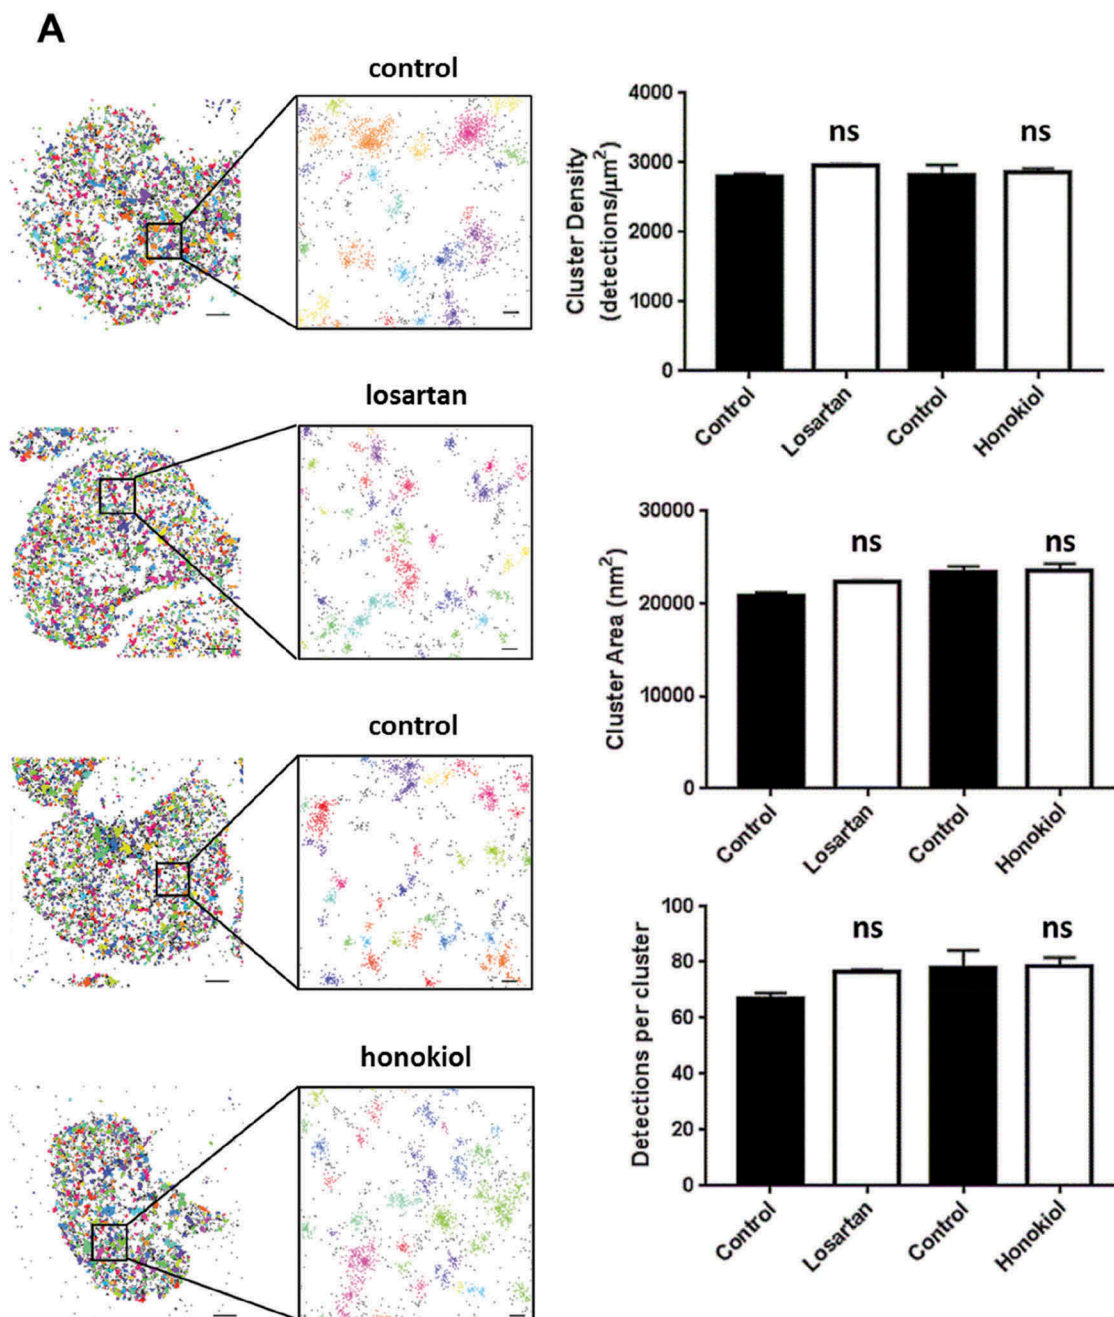 A
control
losartan
control
honokiol
Cluster Density
(detections/μm²)
4000
3000
2000
1000
0
ns
ns
Control
Losartan
Control
Honokiol
Cluster Area (nm²)
30000
20000
10000
0
ns
ns
Control
Losartan
Control
Honokiol
Detections per cluster
100
80
60
40
20
0
ns
ns
Control
Losartan
Control
Honokiol